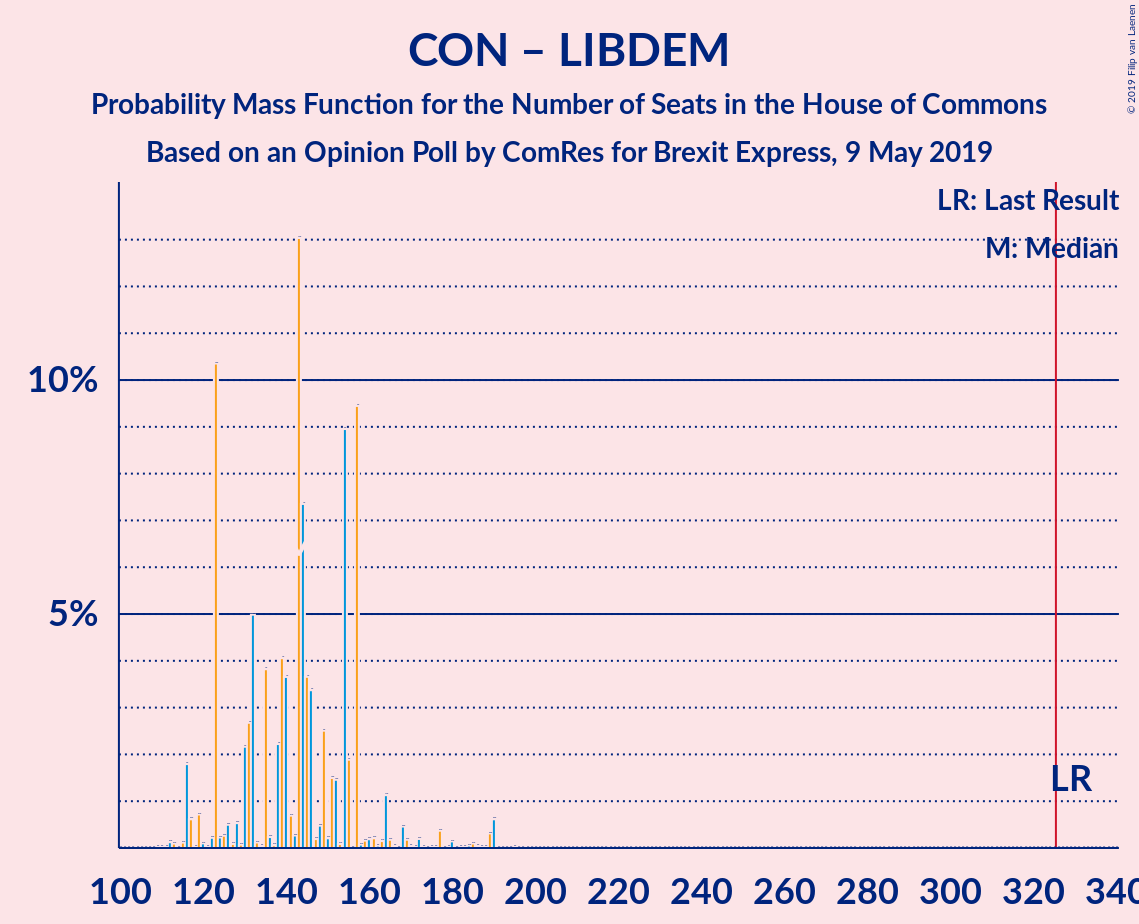 CON – LIBDEM
Probability Mass Function for the Number of Seats in the House of Commons
Based on an Opinion Poll by ComRes for Brexit Express, 9 May 2019
© 2019 Filip van Laenen
LR: Last Result
M: Median
10%
5%
LR
100 120 140 160 180 200 220 240 260 280 300 320 340